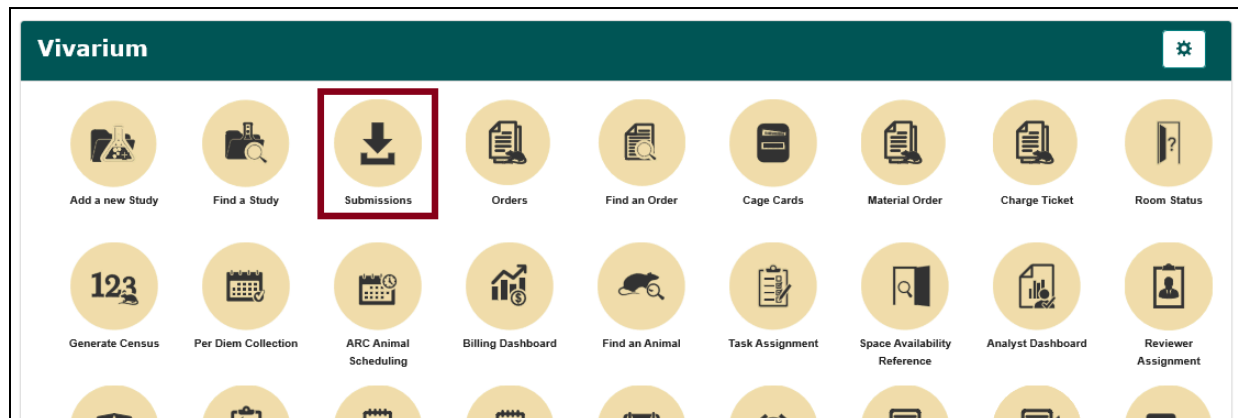 Vivarium
Add a new Study
Find a Study
Submissions
Orders
Find an Order
Cage Cards
Material Order
Charge Ticket
?
Room Status
123
Generate Census
Per Diem Collection
ARC Animal
Scheduling
$
Billing Dashboard
Find an Animal
Task Assignment
Space Availability
Reference
Analyst Dashboard
Reviewer
Assignment